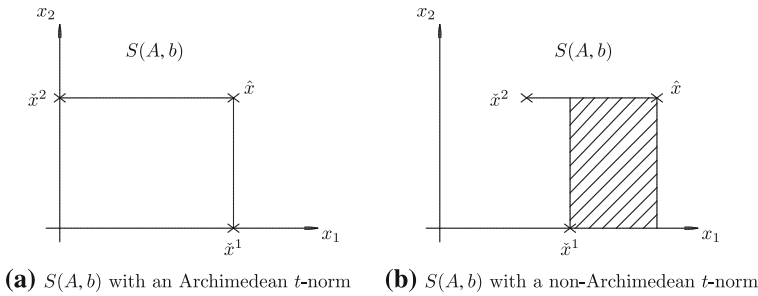 x₂
S(A, b)
x̌²
x̂
x₁
x̌¹
(a) S(A, b) with an Archimedean t-norm
x₂
S(A, b)
x̌²
x̂
x₁
x̌¹
(b) S(A, b) with a non-Archimedean t-norm